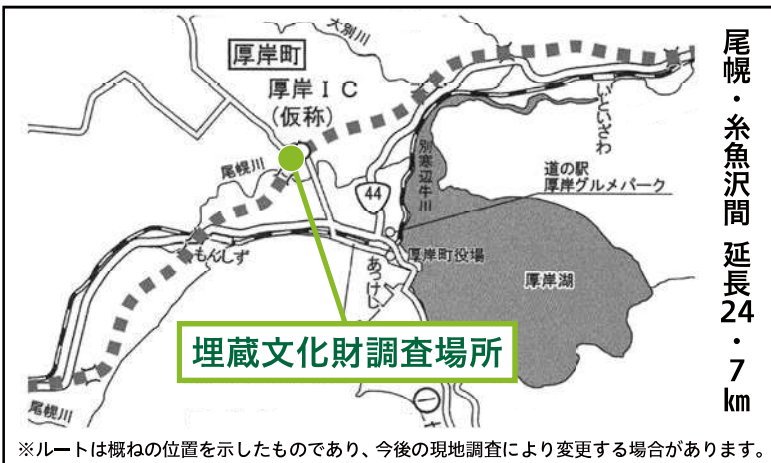 尾幌・糸魚沢間 延長24・7km
大別川
厚岸町
厚岸IC
(仮称)
いといざわ
尾幌川
別寒辺牛川
道の駅
厚岸グルメパーク
44
もんしず
厚岸町役場
あっけし
厚岸湖
埋蔵文化財調査場所
尾幌川
※ルートは概ねの位置を示したものであり、今後の現地調査により変更する場合があります。